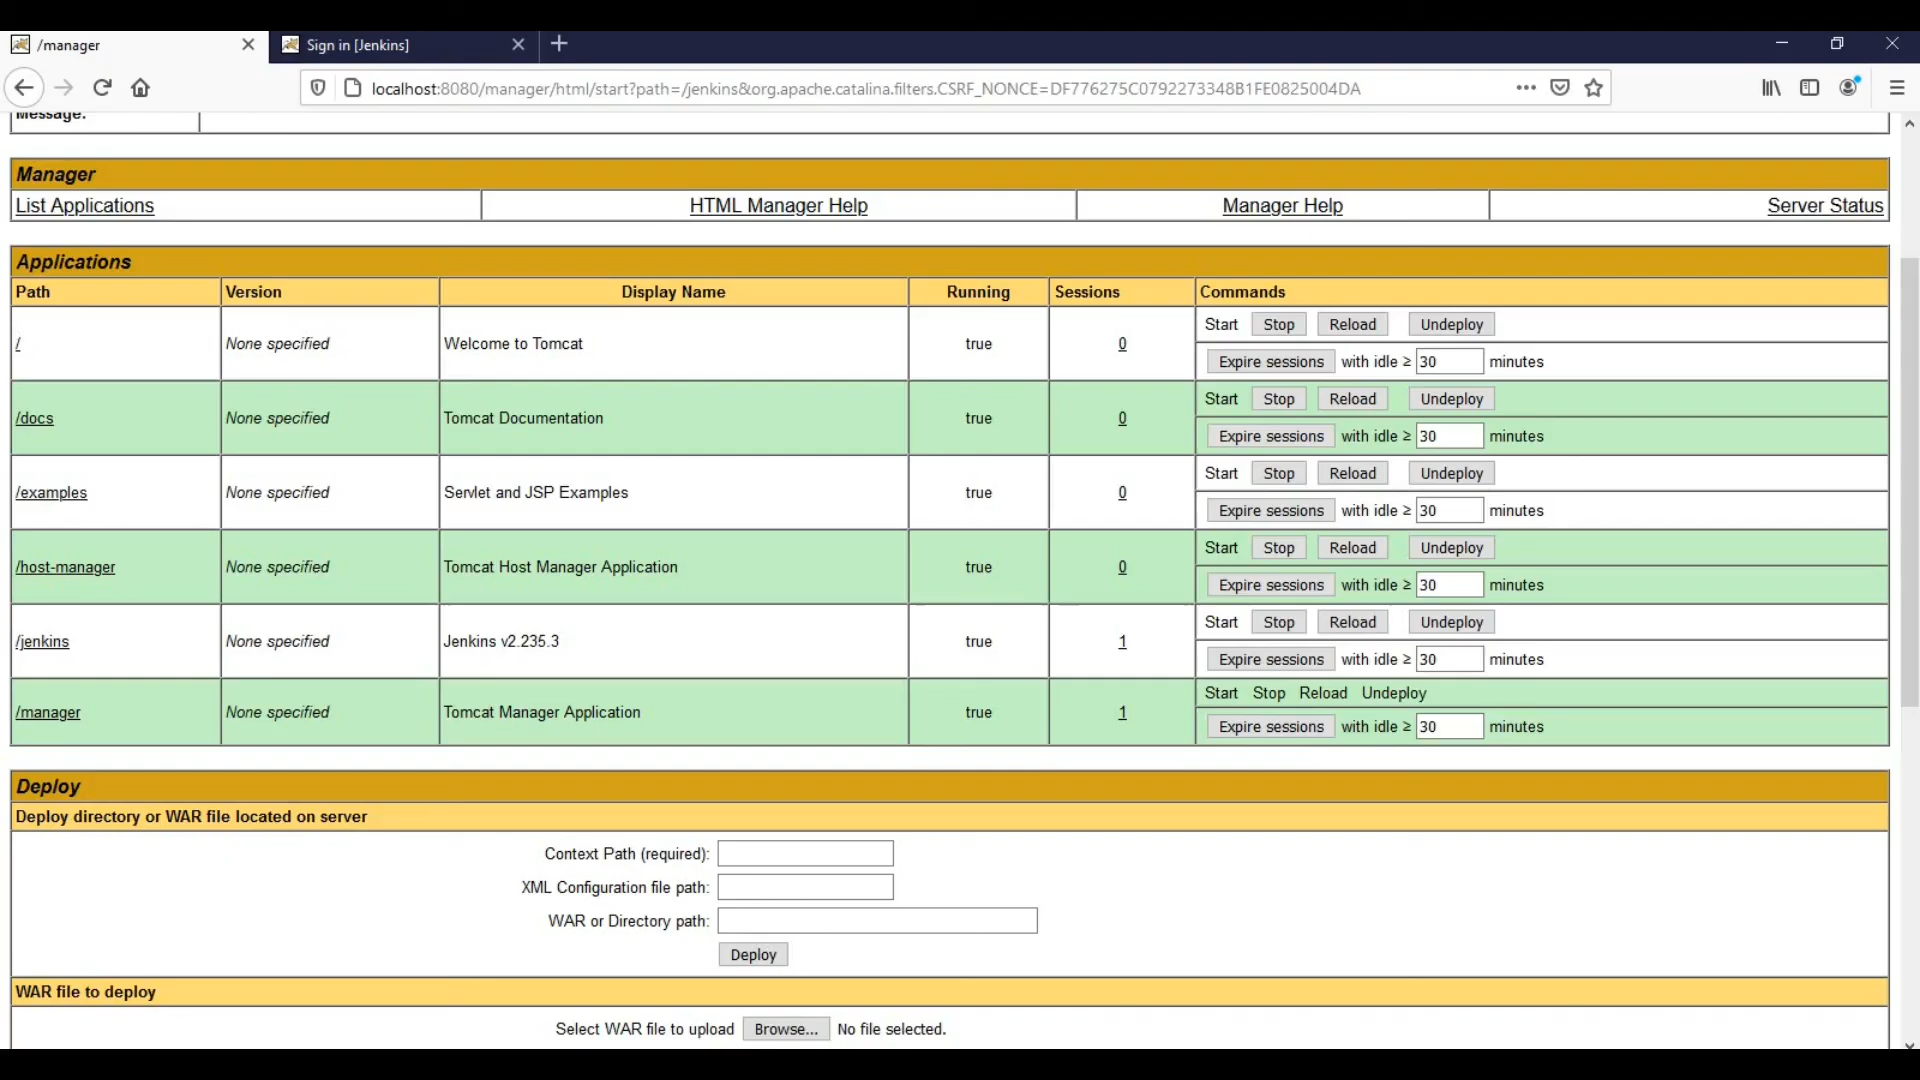 /manager
Sign in [Jenkins]
localhost:8080/manager/html/start?path=/jenkins&org.apache.catalina.filters.CSRF_NONCE=DF776275C0792273348B1FE0825004DA
Message:
Manager
List Applications HTML Manager Help Manager Help Server Status
Applications
Path Version Display Name Running Sessions Commands
/ None specified Welcome to Tomcat true 0 Start Stop Reload Undeploy
Expire sessions with idle ≥ 30 minutes
/docs None specified Tomcat Documentation true 0 Start Stop Reload Undeploy
Expire sessions with idle ≥ 30 minutes
/examples None specified Servlet and JSP Examples true 0 Start Stop Reload Undeploy
Expire sessions with idle ≥ 30 minutes
/host-manager None specified Tomcat Host Manager Application true 0 Start Stop Reload Undeploy
Expire sessions with idle ≥ 30 minutes
/jenkins None specified Jenkins v2.235.3 true 1 Start Stop Reload Undeploy
Expire sessions with idle ≥ 30 minutes
/manager None specified Tomcat Manager Application true 1 Start Stop Reload Undeploy
Expire sessions with idle ≥ 30 minutes
Deploy
Deploy directory or WAR file located on server
Context Path (required):
XML Configuration file path:
WAR or Directory path:
Deploy
WAR file to deploy
Select WAR file to upload Browse... No file selected.